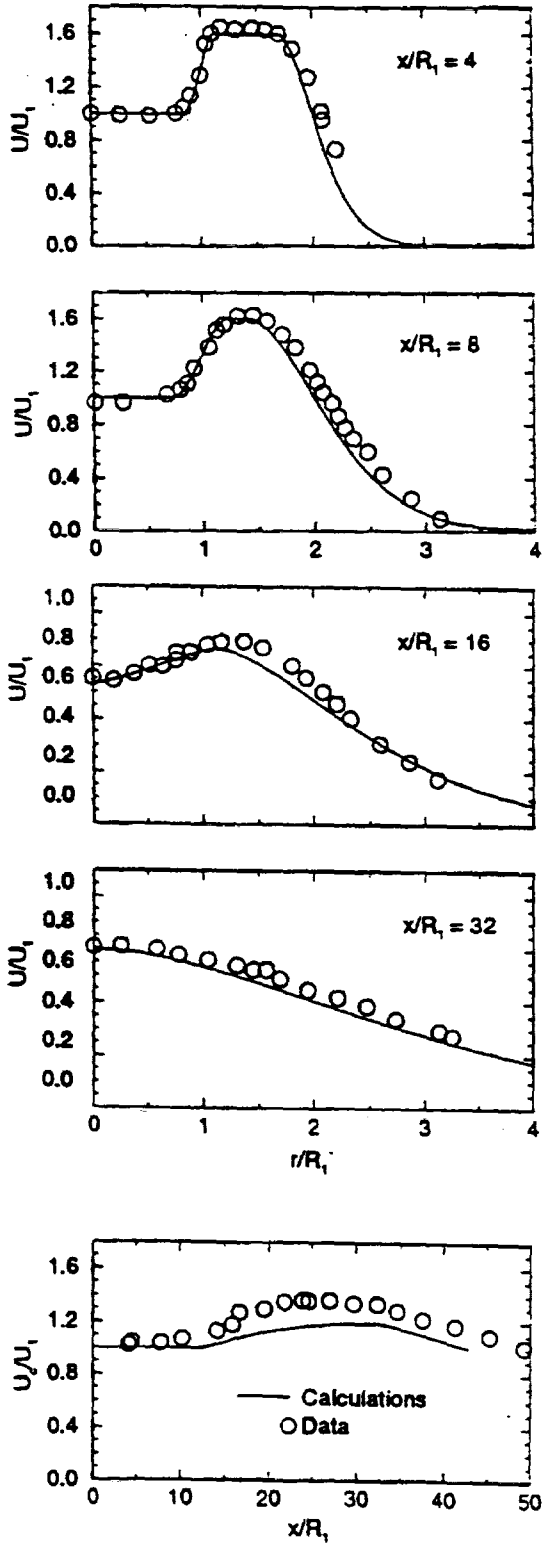 1.6
1.2
0.8
0.4
0.0
U/U₁
x/R₁ = 4
1.6
1.2
0.8
0.4
0.0
U/U₁
x/R₁ = 8
0 1 2 3 4
1.0
0.8
0.6
0.4
0.2
0.0
U/U₁
x/R₁ = 16
1.0
0.8
0.6
0.4
0.2
0.0
U/U₁
x/R₁ = 32
0 1 2 3 4
r/R₁
1.6
1.2
0.8
0.4
0.0
U_c/U₁
Calculations
Data
0 10 20 30 40 50
x/R₁